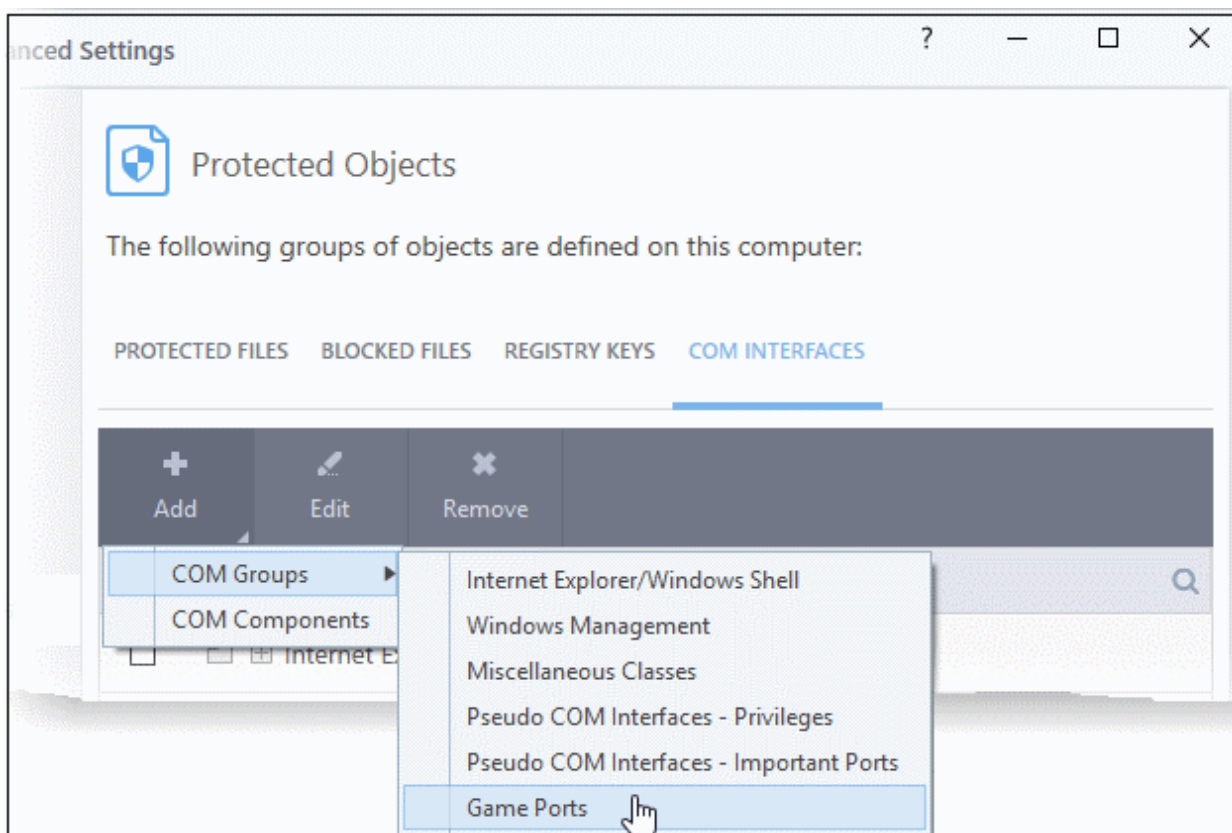 anced Settings ?
Protected Objects
The following groups of objects are defined on this computer:
PROTECTED FILES BLOCKED FILES REGISTRY KEYS COM INTERFACES
Add Edit Remove
COM Groups
COM Components
Internet Explorer/Windows Shell
Windows Management
Miscellaneous Classes
Pseudo COM Interfaces - Privileges
Pseudo COM Interfaces - Important Ports
Game Ports
Internet E